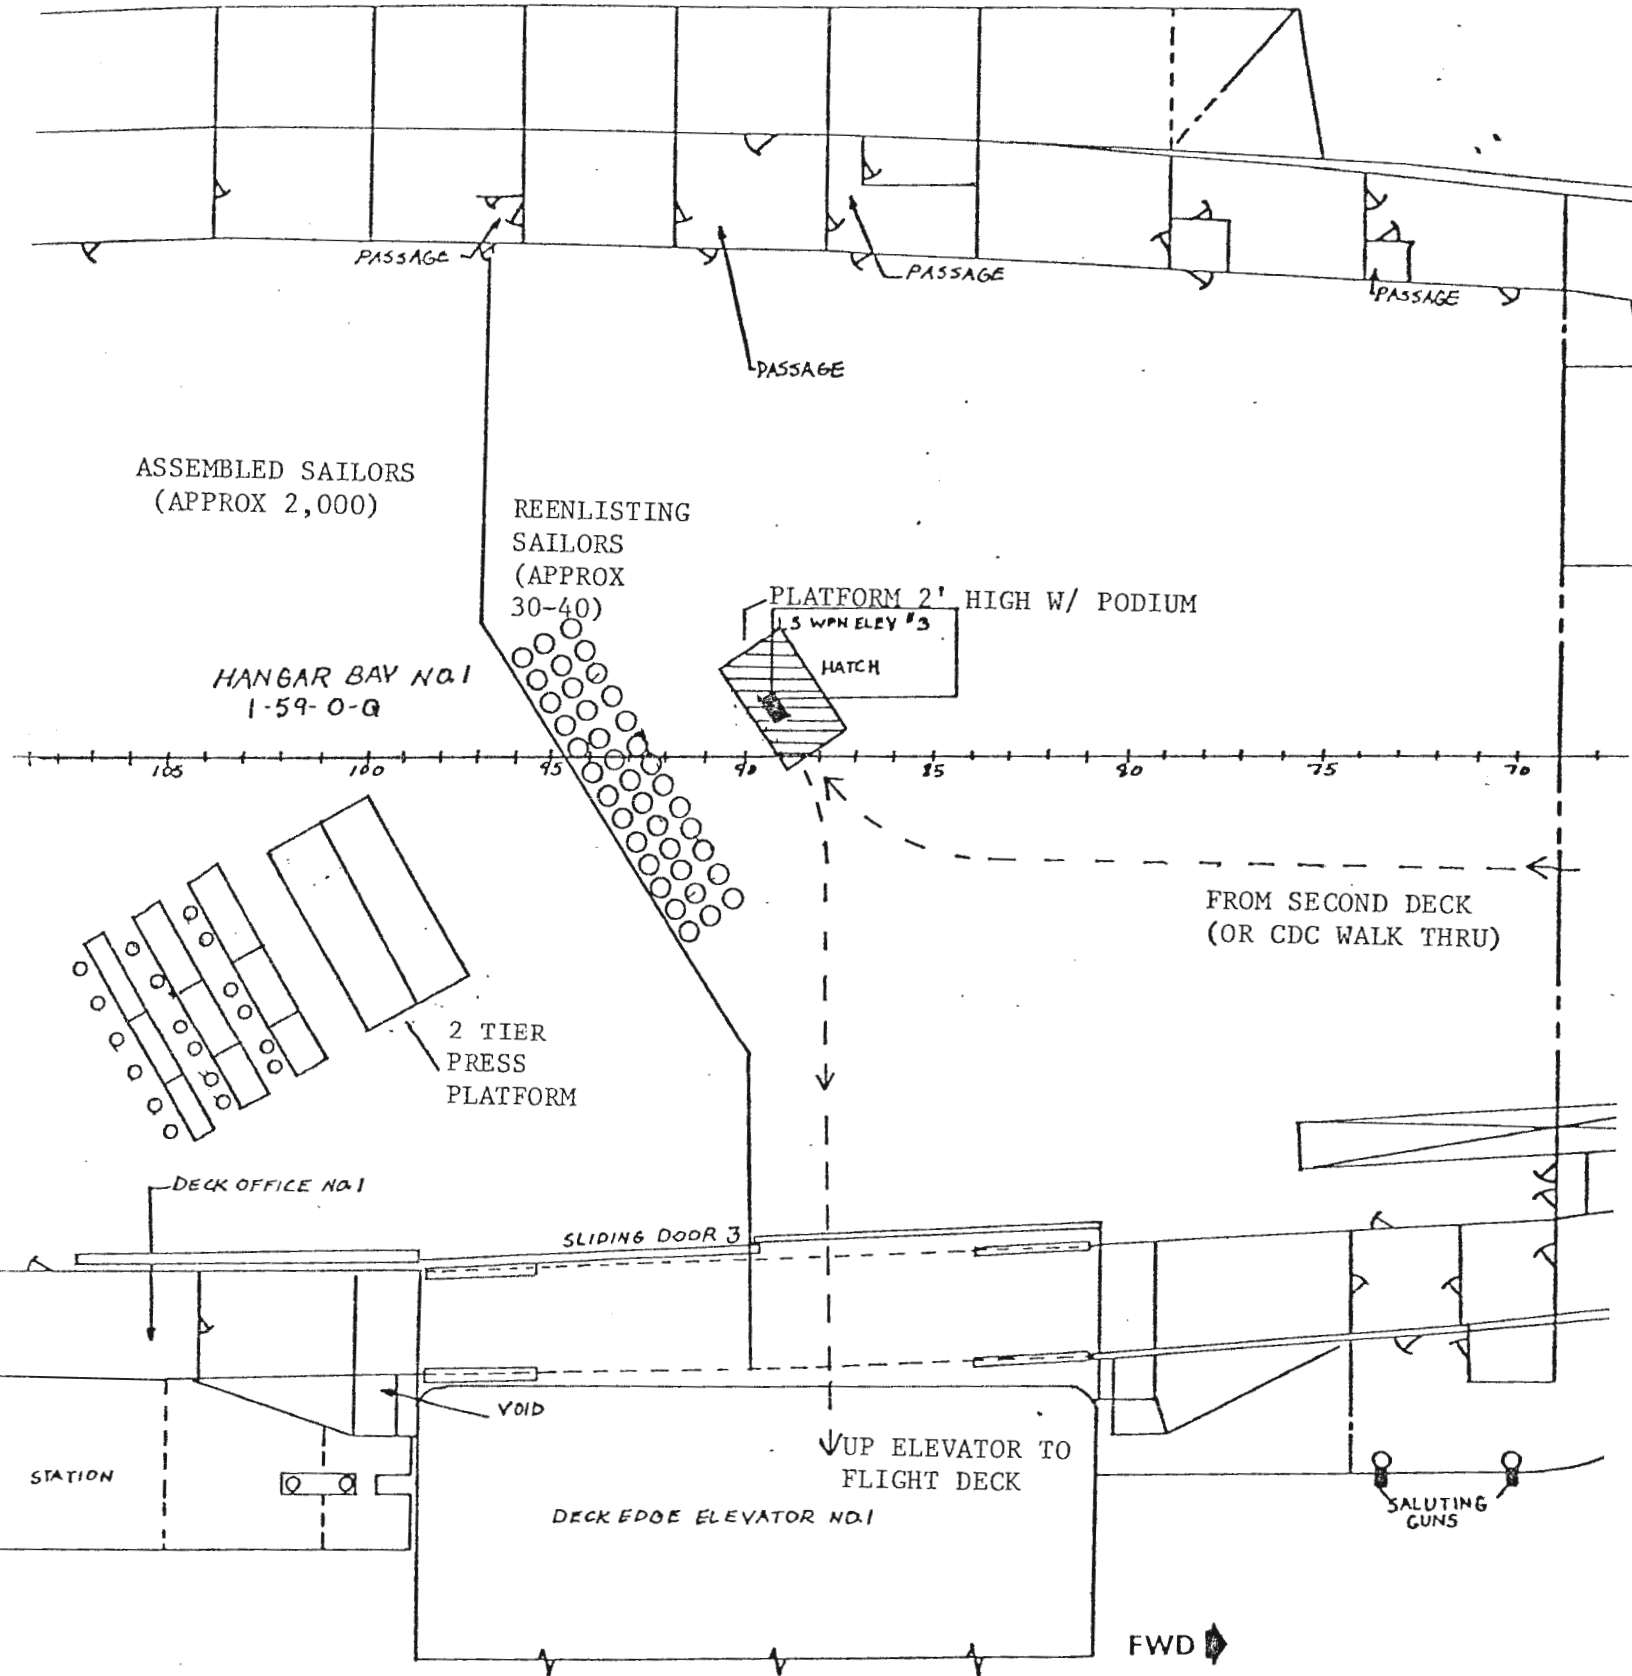 PASSAGE
PASSAGE
PASSAGE
PASSAGE
ASSEMBLED SAILORS
(APPROX 2,000)
REENLISTING
SAILORS
(APPROX
30-40)
PLATFORM 2' HIGH W/ PODIUM
L.S WPN ELEV #3
HATCH
HANGAR BAY NO.1
1-59-0-Q
105 100 95 90 85 80 75 70
FROM SECOND DECK
(OR CDC WALK THRU)
2 TIER
PRESS
PLATFORM
DECK OFFICE NO.1
SLIDING DOOR 3
VOID
STATION
UP ELEVATOR TO
FLIGHT DECK
DECK EDGE ELEVATOR NO.1
SALUTING
GUNS
FWD